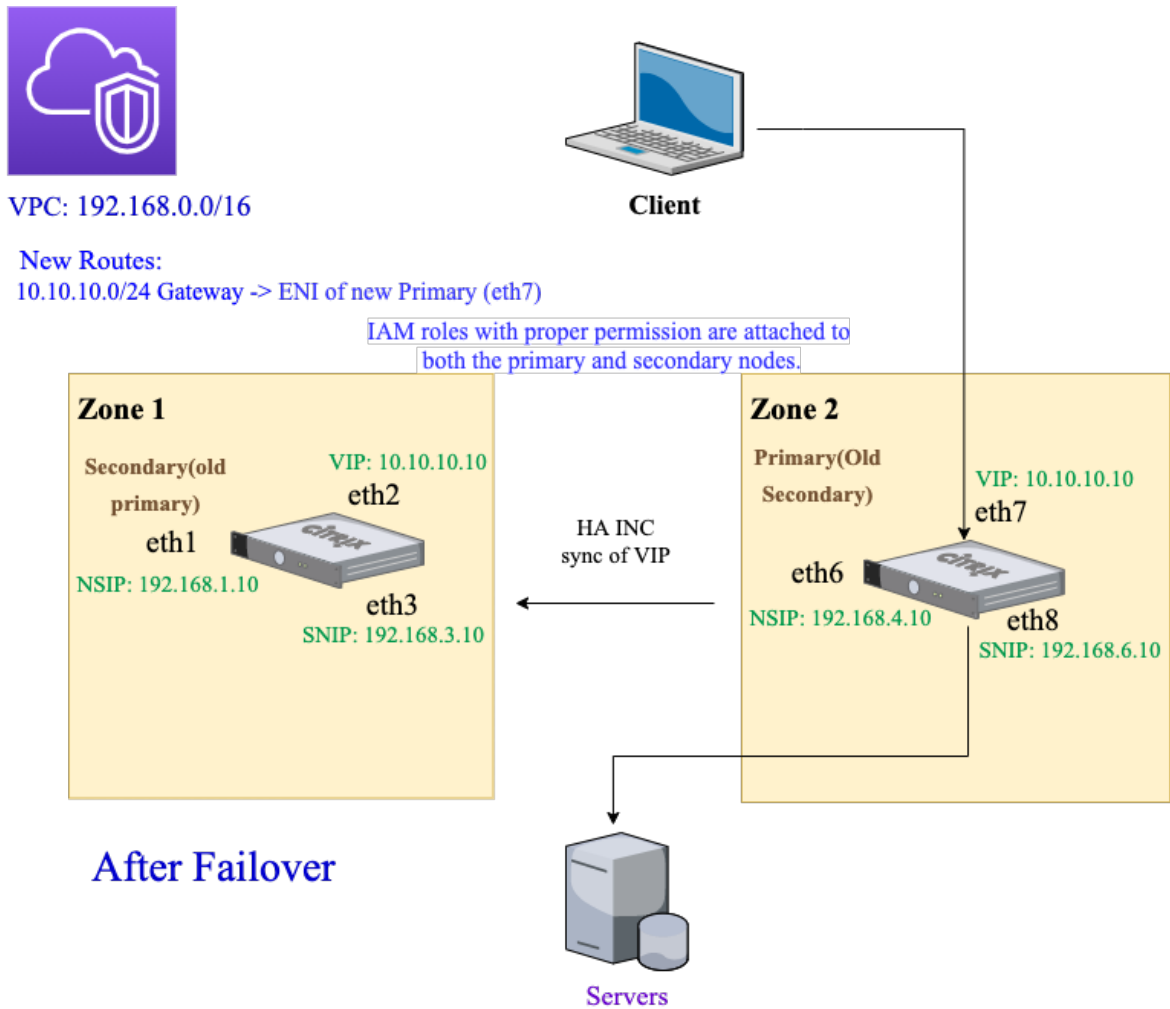 VPC: 192.168.0.0/16
Client
New Routes:
10.10.10.0/24 Gateway -> ENI of new Primary (eth7)
IAM roles with proper permission are attached to
both the primary and secondary nodes.
Zone 1
Secondary(old
primary)
VIP: 10.10.10.10
eth2
eth1
CİTRIX
NSIP: 192.168.1.10
eth3
SNIP: 192.168.3.10
HA INC
sync of VIP
Zone 2
Primary(Old
Secondary)
VIP: 10.10.10.10
eth7
eth6
CİTRIX
NSIP: 192.168.4.10
eth8
SNIP: 192.168.6.10
After Failover
Servers